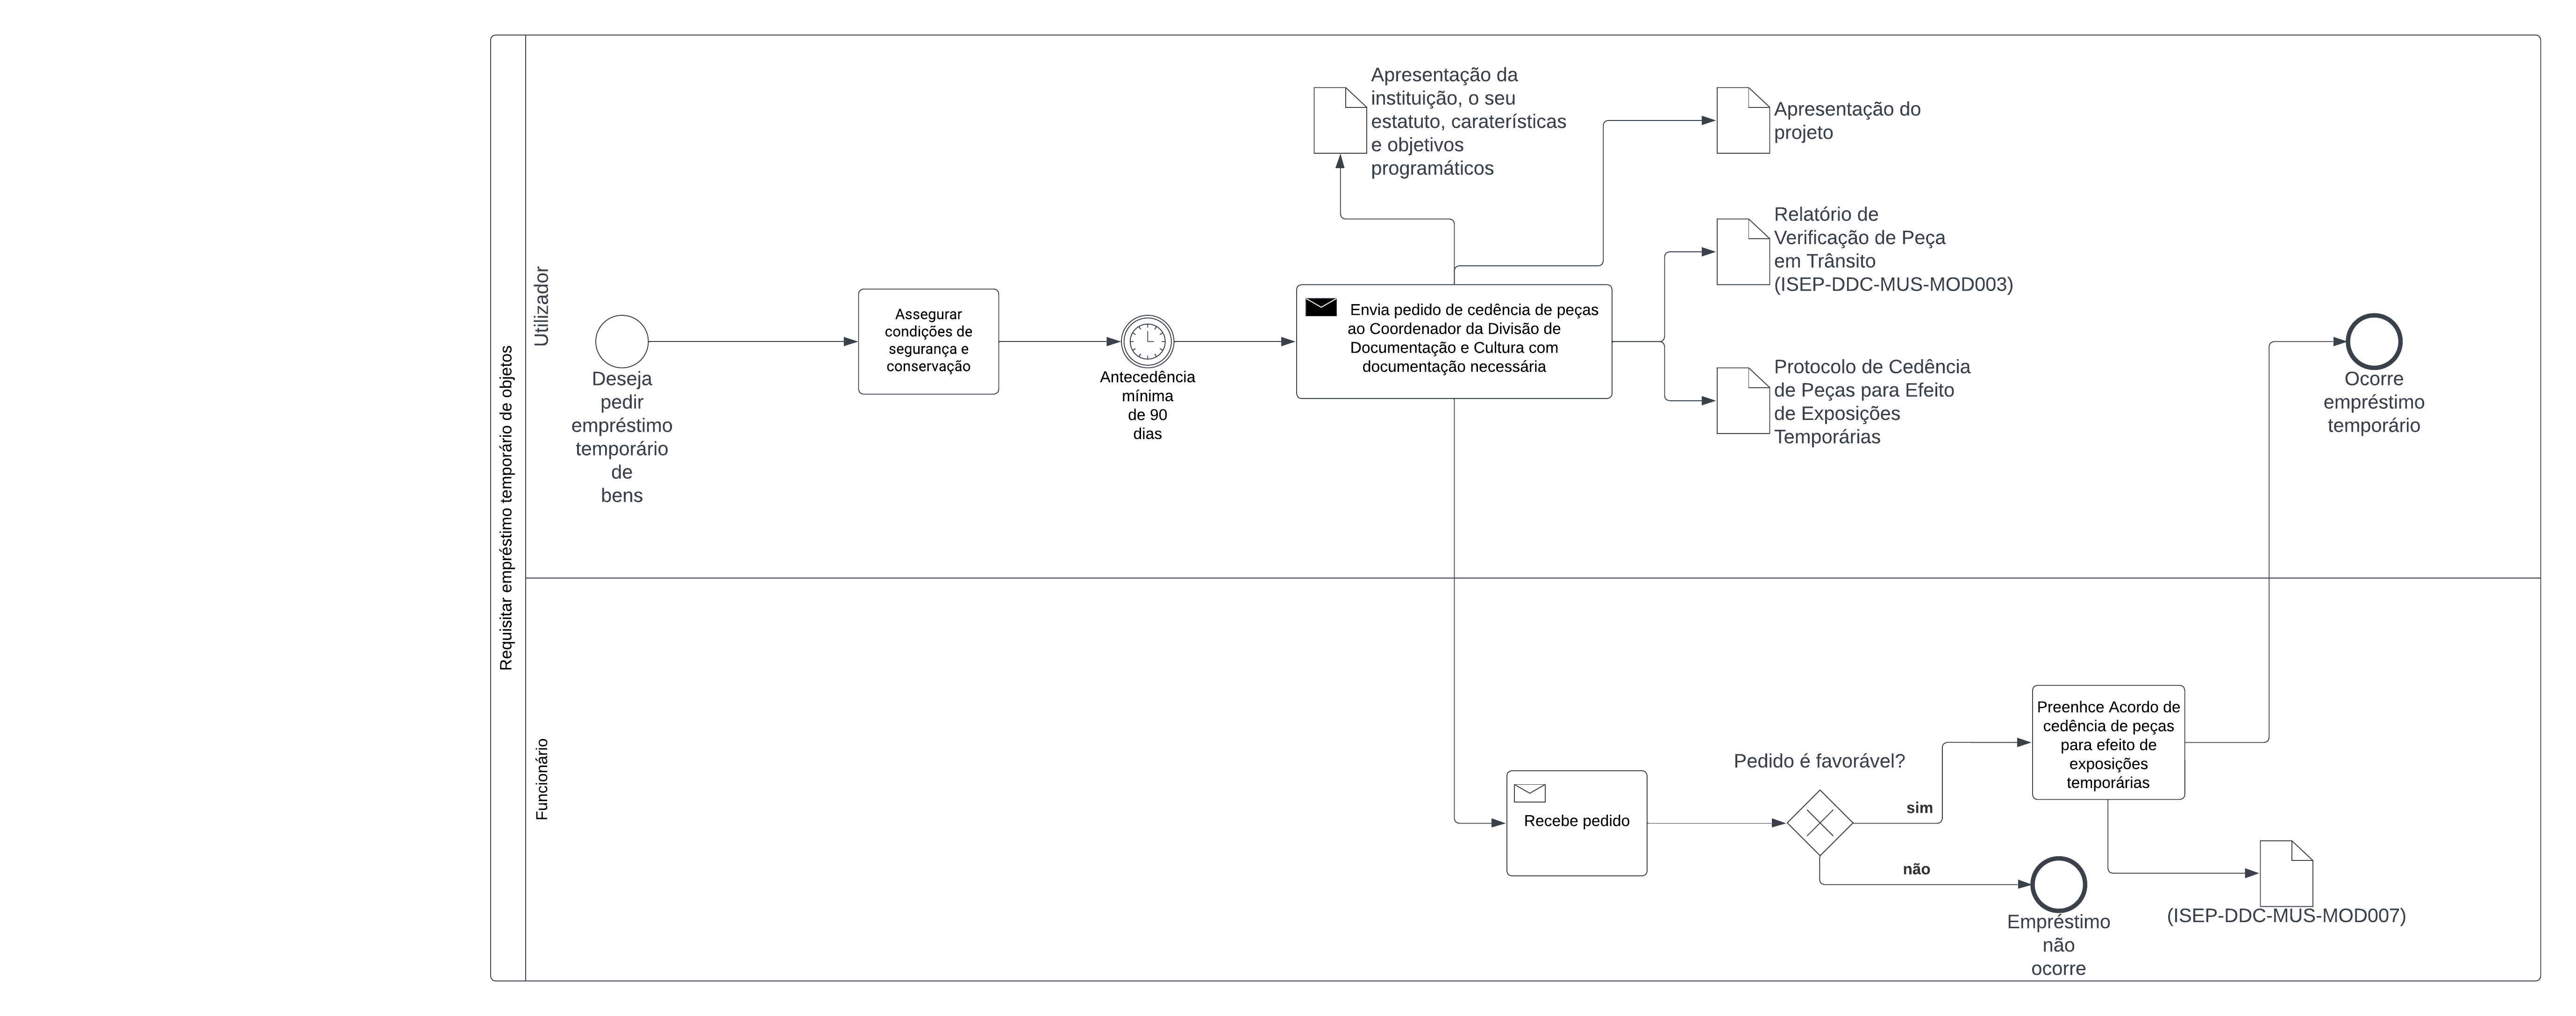 Requisitar empréstimo temporário de objetos
Utilizador
Deseja
pedir
empréstimo
temporário
de
bens
Assegurar
condições de
segurança e
conservação
Antecedência
mínima
de 90
dias
Envia pedido de cedência de peças
ao Coordenador da Divisão de
Documentação e Cultura com
documentação necessária
Apresentação da
instituição, o seu
estatuto, caraterísticas
e objetivos
programáticos
Apresentação do
projeto
Relatório de
Verificação de Peça
em Trânsito
(ISEP-DDC-MUS-MOD003)
Protocolo de Cedência
de Peças para Efeito
de Exposições
Temporárias
Ocorre
empréstimo
temporário
Funcionário
Recebe pedido
Pedido é favorável?
sim
não
Preenhce Acordo de
cedência de peças
para efeito de
exposições
temporárias
Empréstimo
não
ocorre
(ISEP-DDC-MUS-MOD007)